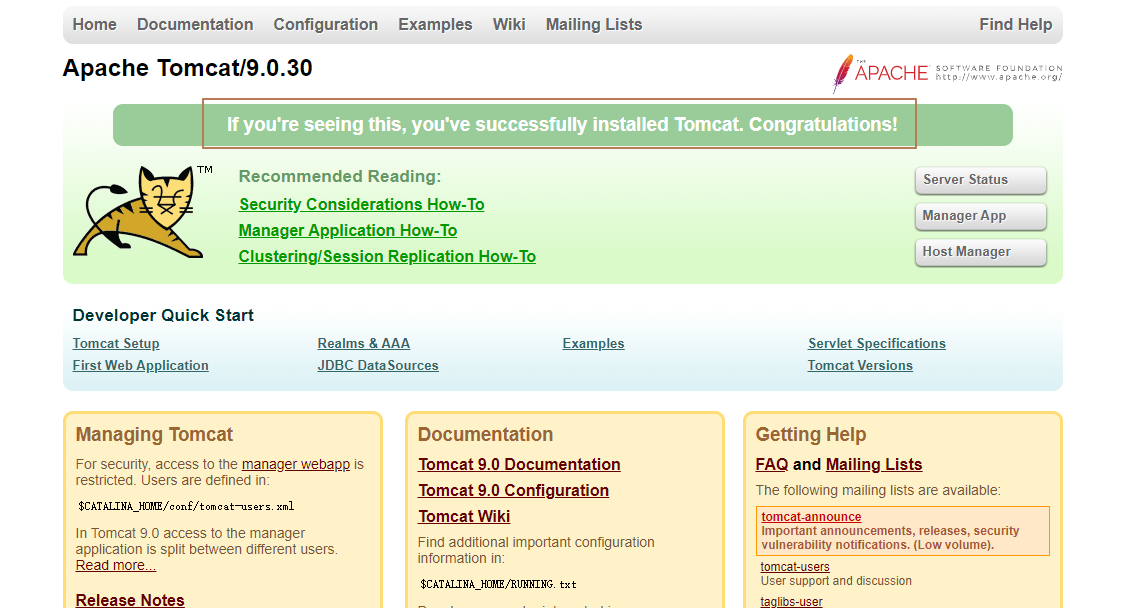 Home Documentation Configuration Examples Wiki Mailing Lists Find Help
Apache Tomcat/9.0.30
THE APACHE SOFTWARE FOUNDATION
http://www.apache.org/
If you're seeing this, you've successfully installed Tomcat. Congratulations!
TM
Recommended Reading:
Security Considerations How-To
Manager Application How-To
Clustering/Session Replication How-To
Server Status
Manager App
Host Manager
Developer Quick Start
Tomcat Setup
First Web Application
Realms & AAA
JDBC DataSources
Examples
Servlet Specifications
Tomcat Versions
Managing Tomcat
For security, access to the manager webapp is
restricted. Users are defined in:
$CATALINA_HOME/conf/tomcat-users.xml
In Tomcat 9.0 access to the manager
application is split between different users.
Read more...
Release Notes
Documentation
Tomcat 9.0 Documentation
Tomcat 9.0 Configuration
Tomcat Wiki
Find additional important configuration
information in:
$CATALINA_HOME/RUNNING.txt
Getting Help
FAQ and Mailing Lists
The following mailing lists are available:
tomcat-announce
Important announcements, releases, security
vulnerability notifications. (Low volume).
tomcat-users
User support and discussion
taglibs-user